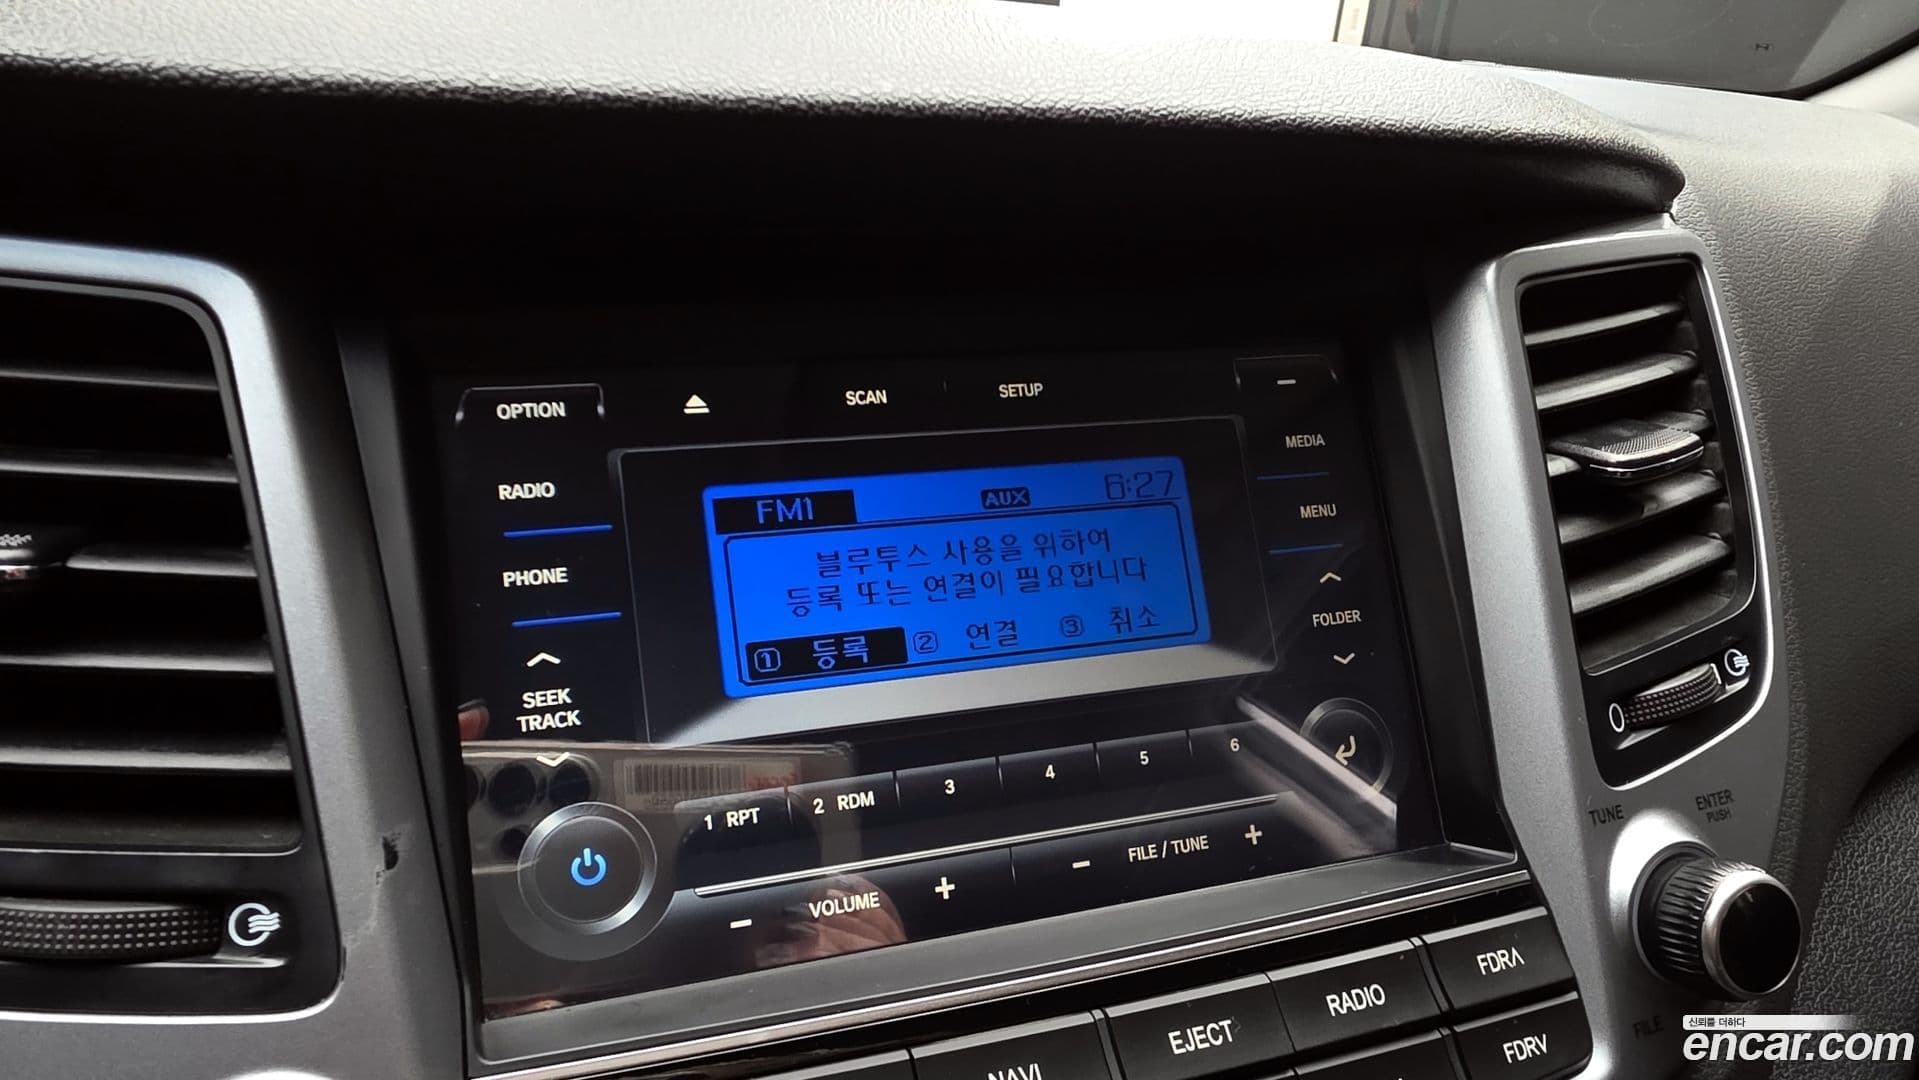 OPTION
SCAN
SETUP
MEDIA
RADIO
MENU
PHONE
FOLDER
SEEK
TRACK
FM1 AUX 6:27
블루투스 사용을 위하여
등록 또는 연결이 필요합니다
① 등록 ② 연결 ③ 취소
1 RPT 2 RDM 3 4 5 6
VOLUME
FILE / TUNE
TUNE
ENTER
PUSH
FILE
NAVI
EJECT
RADIO
FDR∧
FDR∨
신뢰를 더하다
encar.com